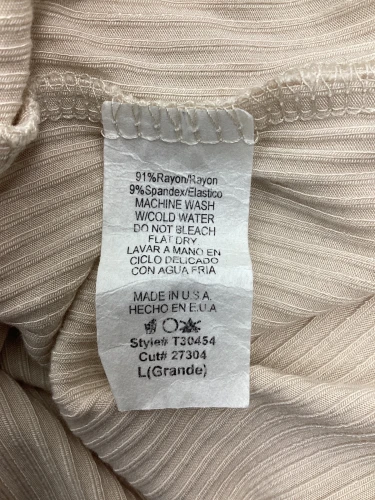 91%Rayon/Rayon
9%Spandex/Elastico
MACHINE WASH
W/COLD WATER
DO NOT BLEACH
FLAT DRY
LAVAR A MANO EN
CICLO DELICADO
CON AGUA FRIA
MADE IN U.S.A.
HECHO EN E.U.A
Style# T30454
Cut# 27304
L(Grande)